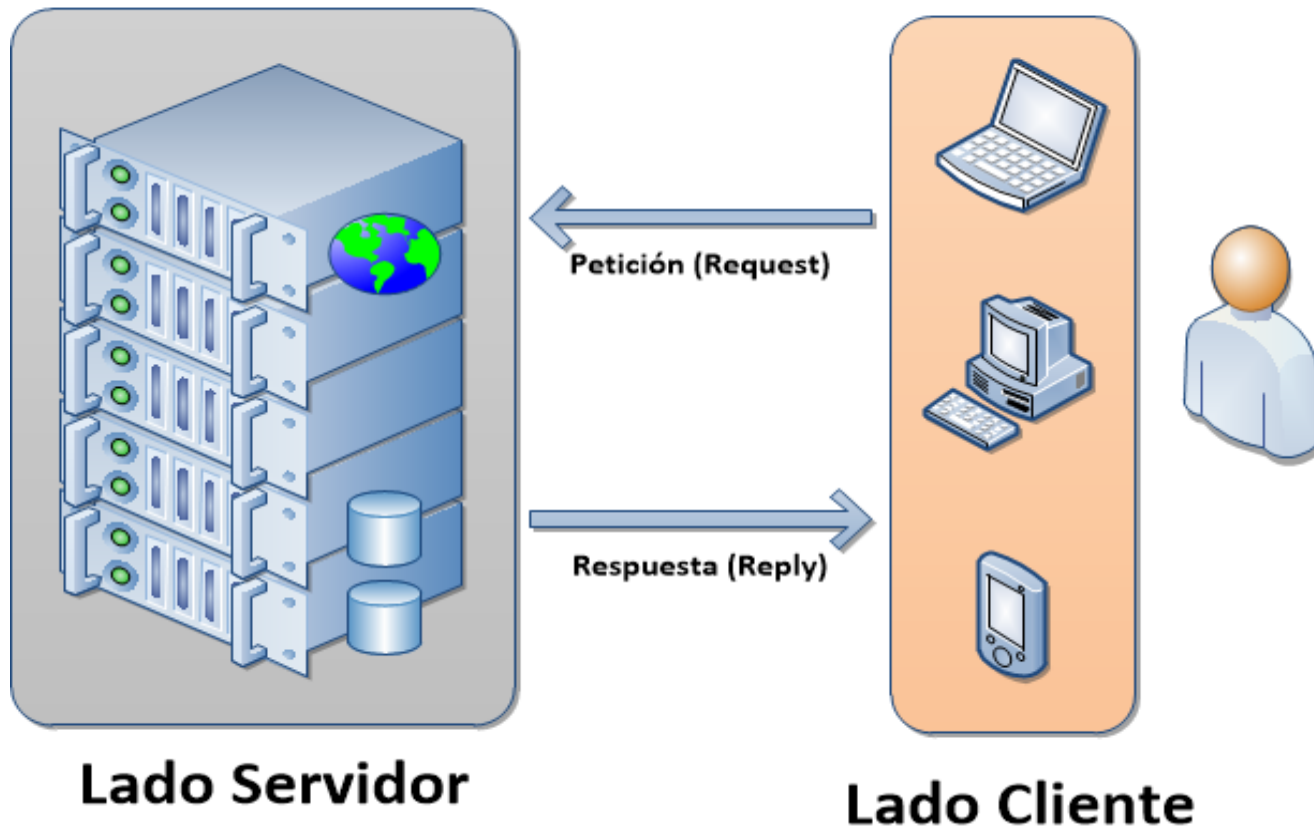 Petición (Request)
Respuesta (Reply)
Lado Servidor
Lado Cliente